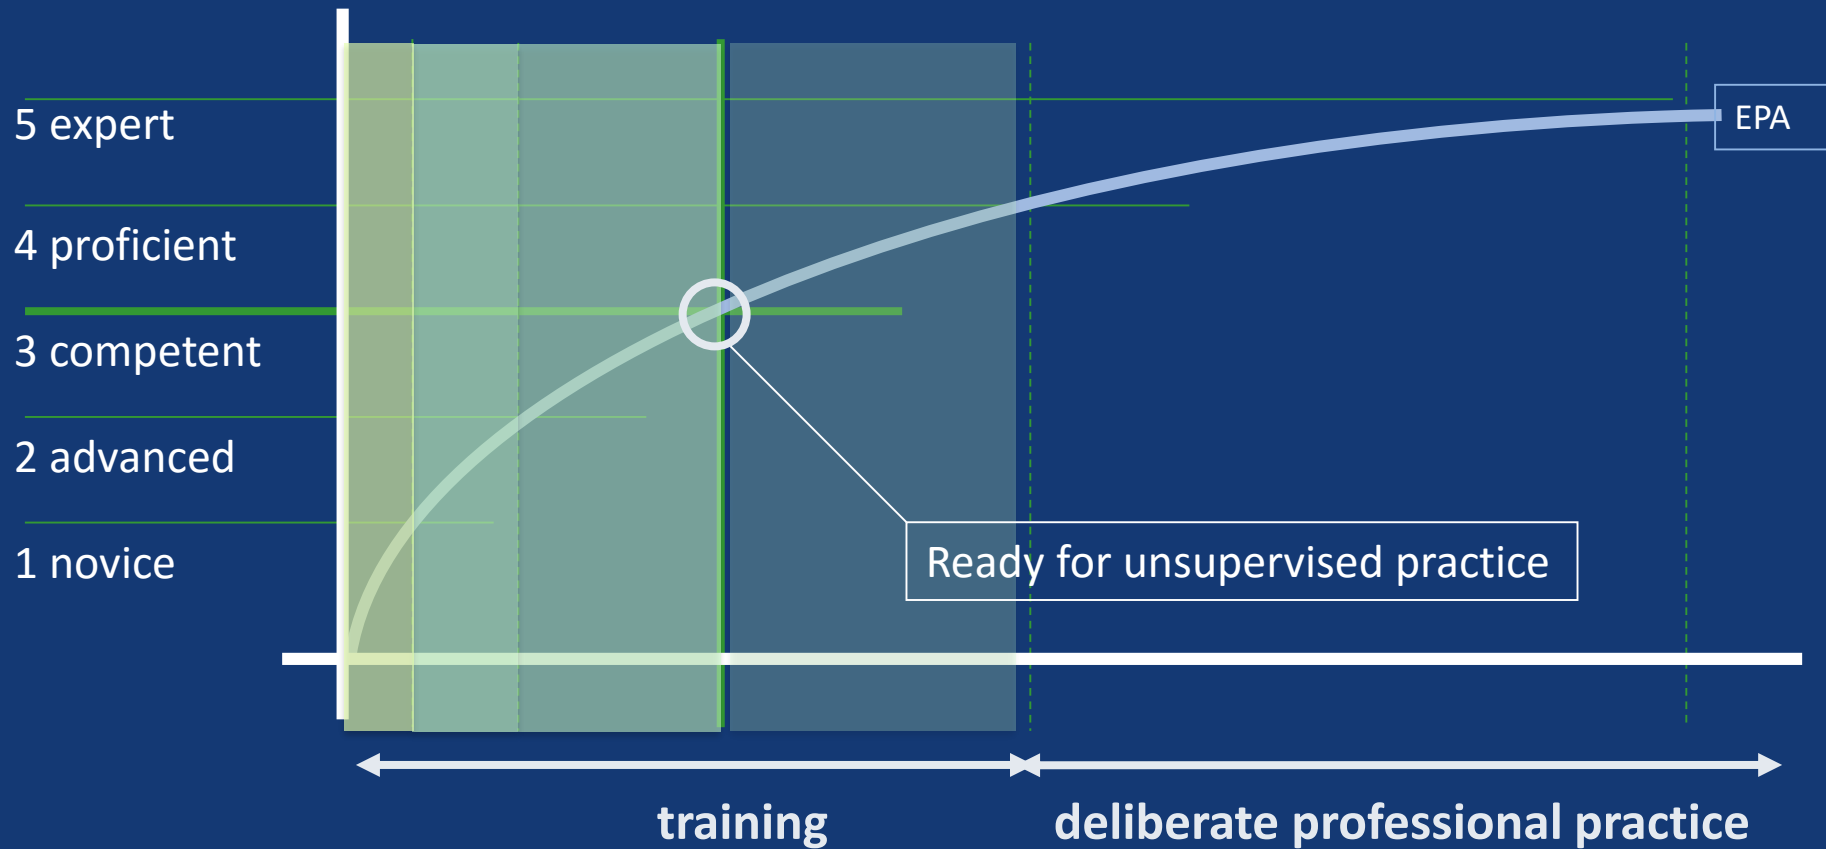 5 expert
EPA
4 proficient
3 competent
2 advanced
1 novice
Ready for unsupervised practice
training
deliberate professional practice